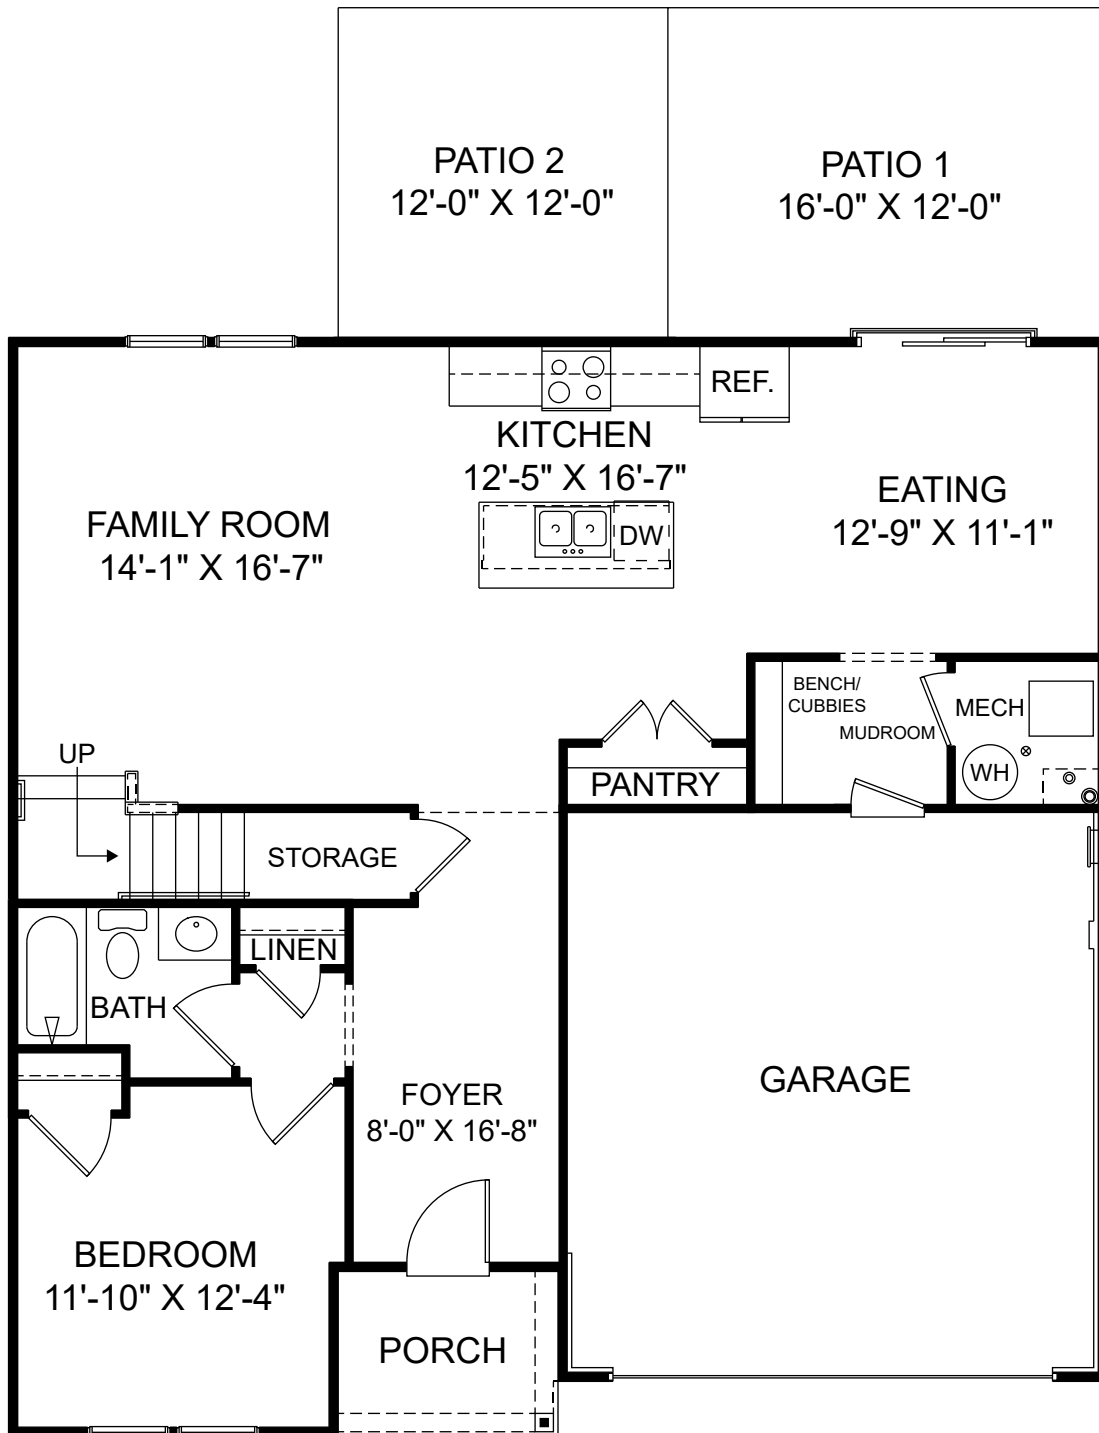 PATIO 2
12'-0" X 12'-0"
PATIO 1
16'-0" X 12'-0"
REF.
KITCHEN
12'-5" X 16'-7"
DW
EATING
12'-9" X 11'-1"
FAMILY ROOM
14'-1" X 16'-7"
BENCH/
CUBBIES
MUDROOM
MECH
WH
UP
PANTRY
STORAGE
LINEN
BATH
FOYER
8'-0" X 16'-8"
GARAGE
BEDROOM
11'-10" X 12'-4"
PORCH